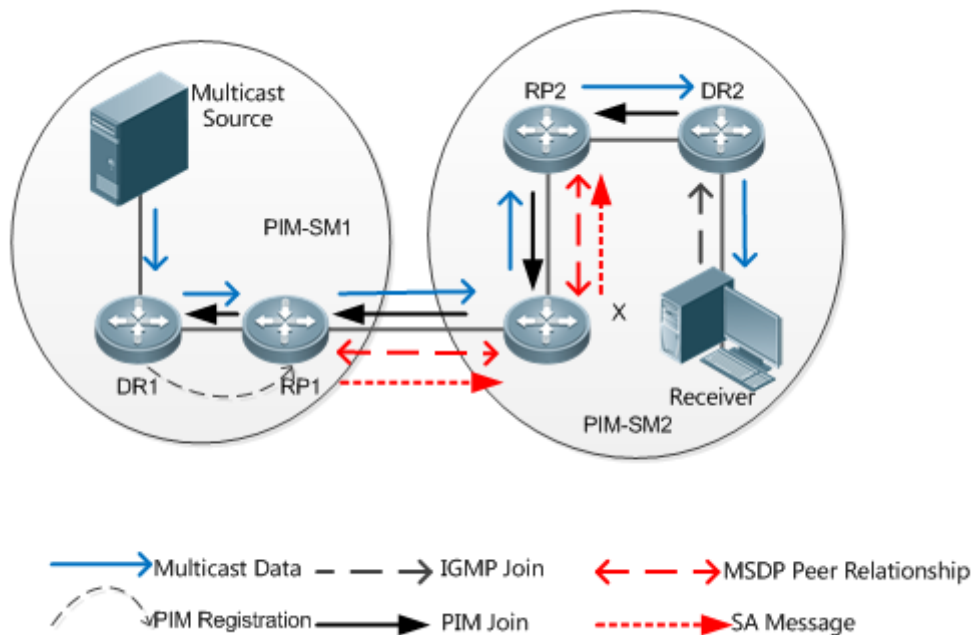 Multicast
Source
RP2
DR2
PIM-SM1
X
DR1
RP1
Receiver
PIM-SM2
Multicast Data
IGMP Join
MSDP Peer Relationship
PIM Registration
PIM Join
SA Message